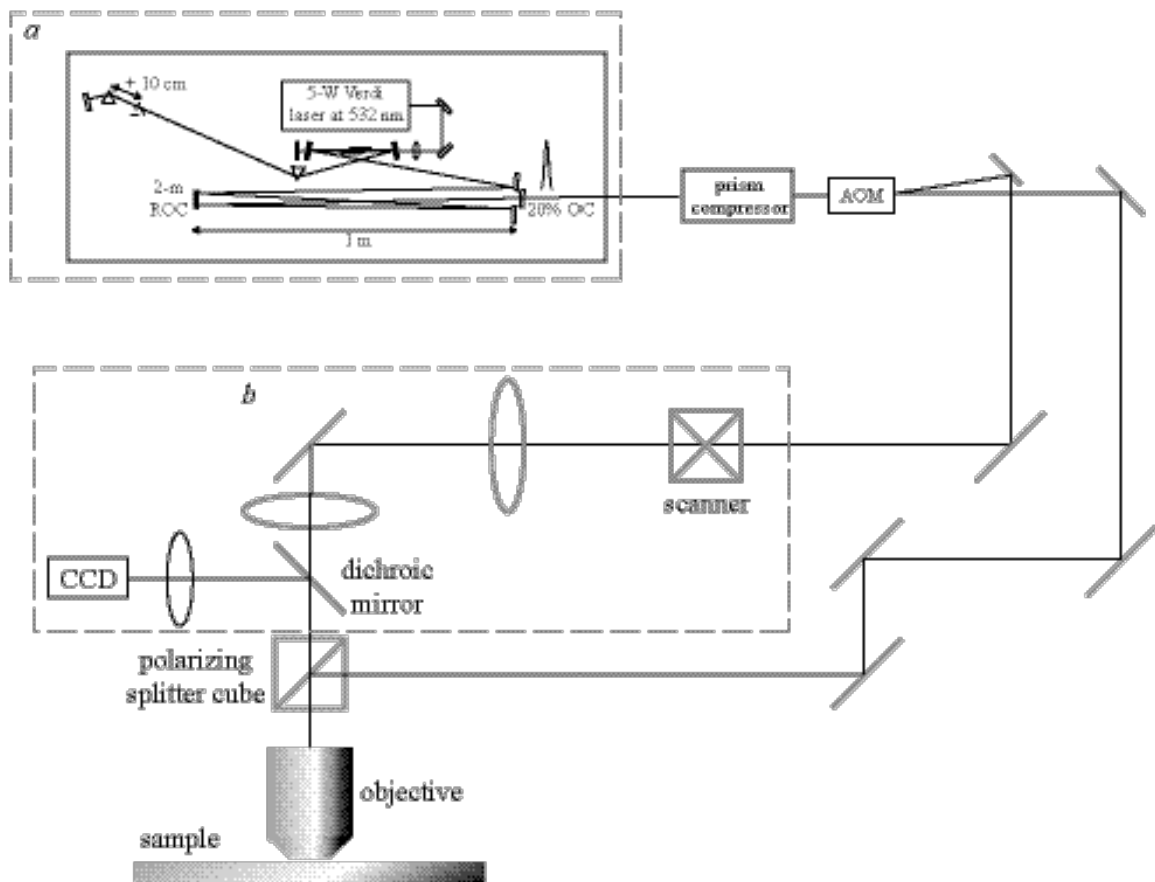 a
+ 10 cm
5-W Verdi
laser at 532 nm
2-m
ROC
20% OC
1 m
prism
compressor
AOM
b
scanner
CCD
dichroic
mirror
polarizing
splitter cube
objective
sample